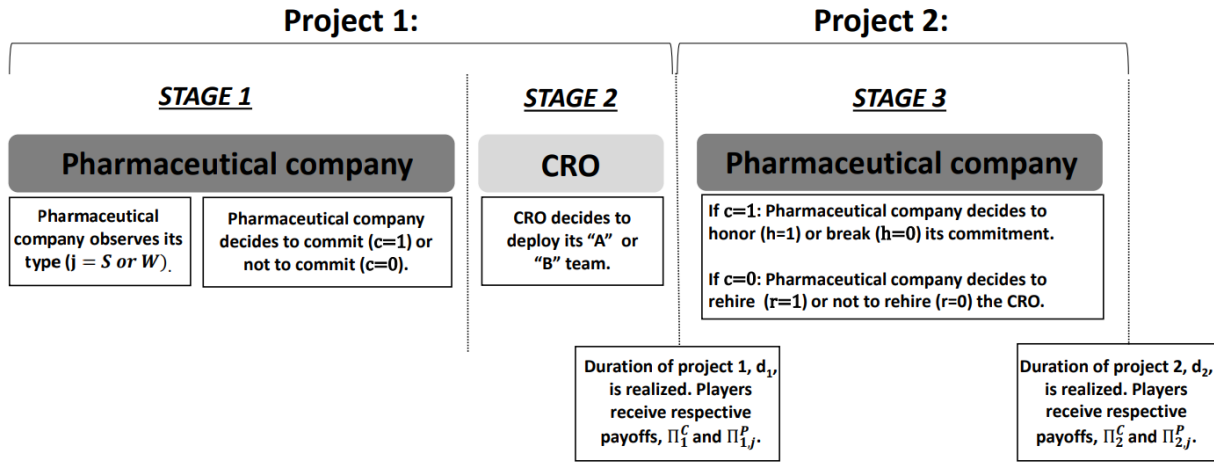 Project 1:
Project 2:
STAGE 1
STAGE 2
STAGE 3
Pharmaceutical company
CRO
Pharmaceutical company
Pharmaceutical
company observes its
type (j = S or W).
Pharmaceutical company
decides to commit (c=1) or
not to commit (c=0).
CRO decides to
deploy its “A” or
“B” team.
If c=1: Pharmaceutical company decides to
honor (h=1) or break (h=0) its commitment.
If c=0: Pharmaceutical company decides to
rehire (r=1) or not to rehire (r=0) the CRO.
Duration of project 1, d₁,
is realized. Players
receive respective
payoffs, Π₁ᶜ and Π₁,ⱼᴾ.
Duration of project 2, d₂,
is realized. Players
receive respective
payoffs, Π₂ᶜ and Π₂,ⱼᴾ.